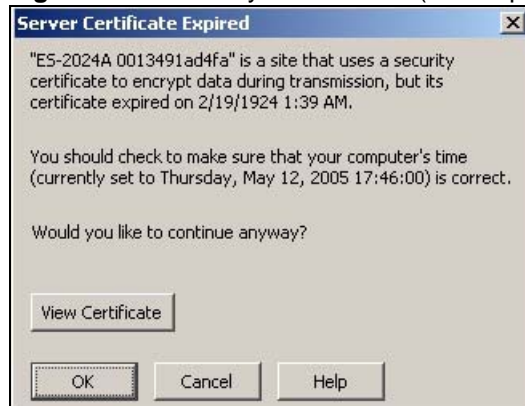 Server Certificate Expired
"ES-2024A 0013491ad4fa" is a site that uses a security
certificate to encrypt data during transmission, but its
certificate expired on 2/19/1924 1:39 AM.
You should check to make sure that your computer's time
(currently set to Thursday, May 12, 2005 17:46:00) is correct.
Would you like to continue anyway?
View Certificate
OK Cancel Help